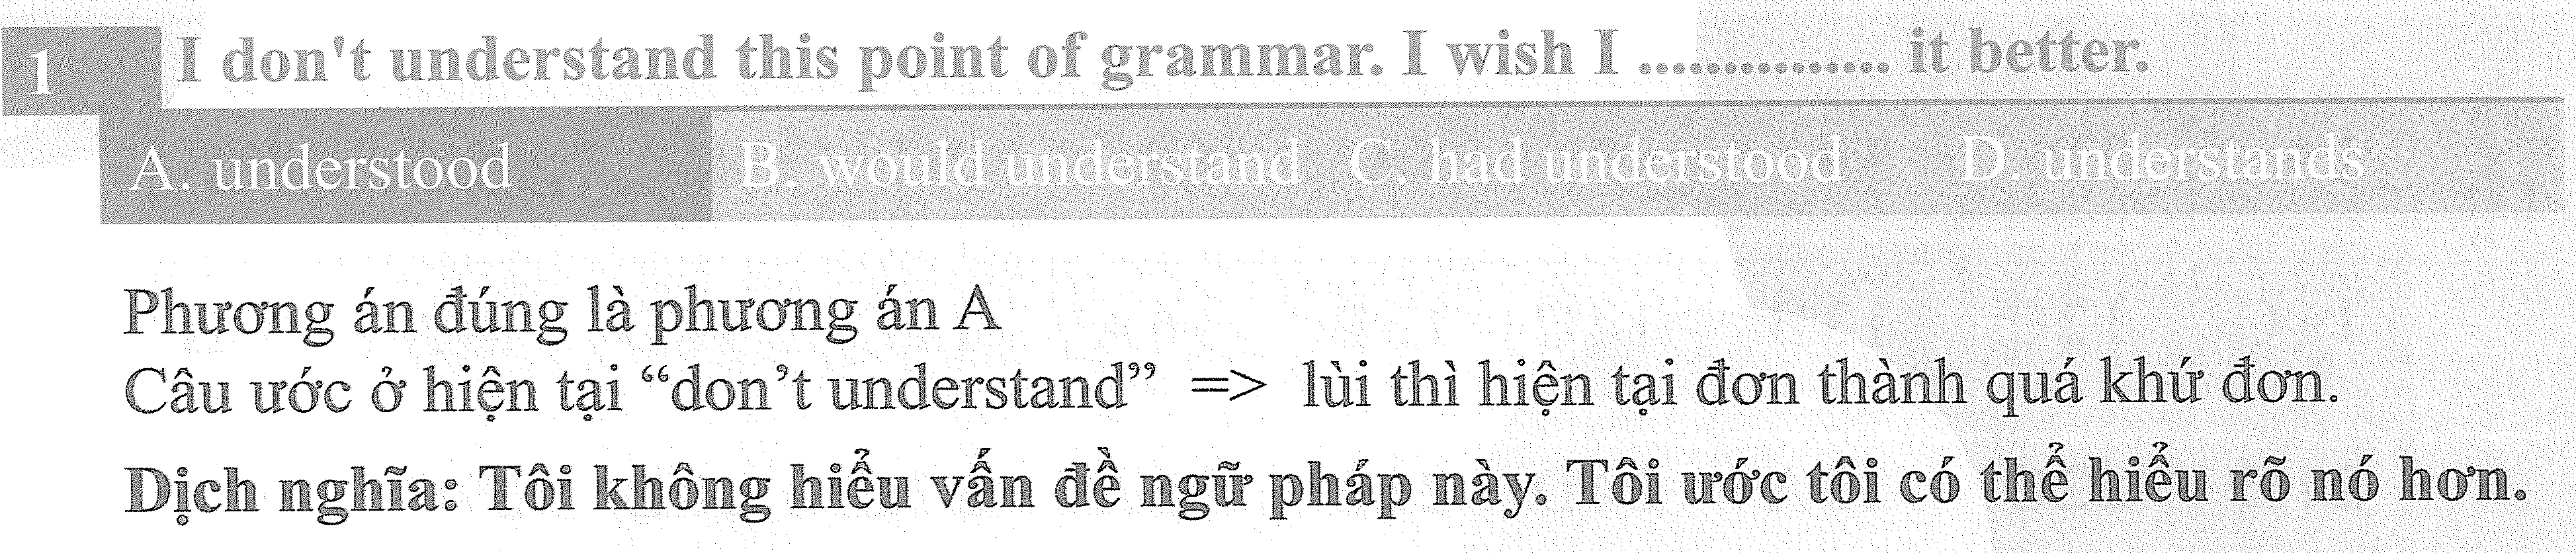 1 I don't understand this point of grammar. I wish I ............... it better.
A. understood B. would understand C. had understood D. understands
Phương án đúng là phương án A
Câu ước ở hiện tại “don’t understand” => lùi thì hiện tại đơn thành quá khứ đơn.
Dịch nghĩa: Tôi không hiểu vấn đề ngữ pháp này. Tôi ước tôi có thể hiểu rõ nó hơn.